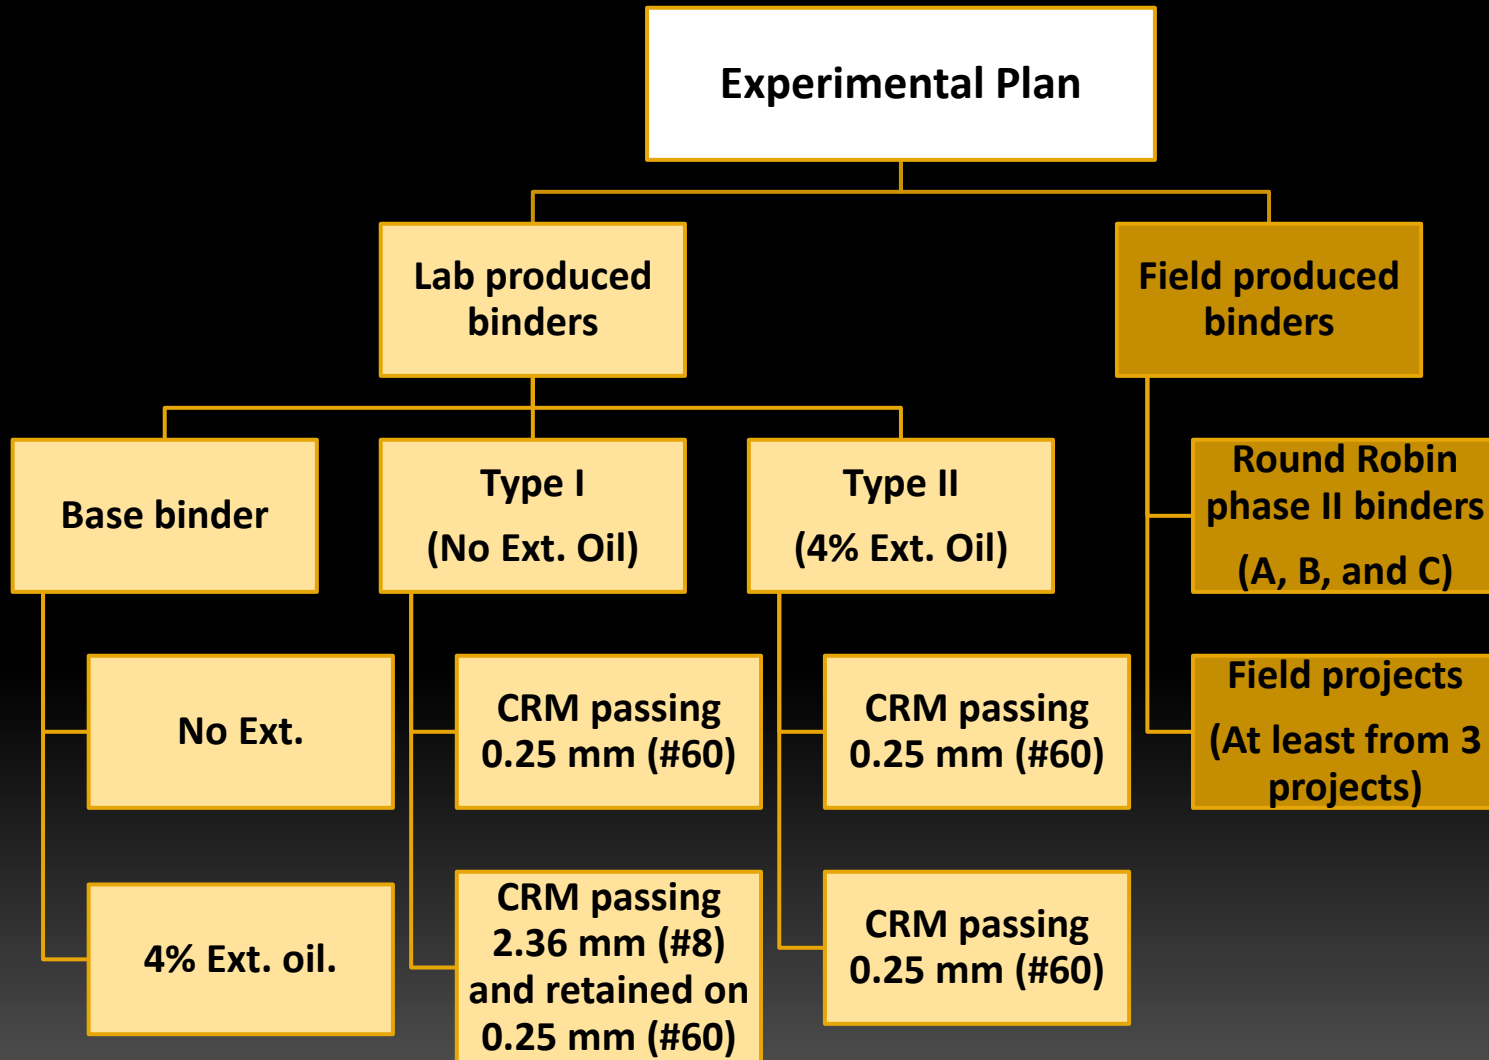 Experimental Plan
Lab produced
binders
Field produced
binders
Base binder
Type I
(No Ext. Oil)
Type II
(4% Ext. Oil)
Round Robin
phase II binders
(A, B, and C)
No Ext.
CRM passing
0.25 mm (#60)
CRM passing
0.25 mm (#60)
Field projects
(At least from 3
projects)
4% Ext. oil.
CRM passing
2.36 mm (#8)
and retained on
0.25 mm (#60)
CRM passing
0.25 mm (#60)